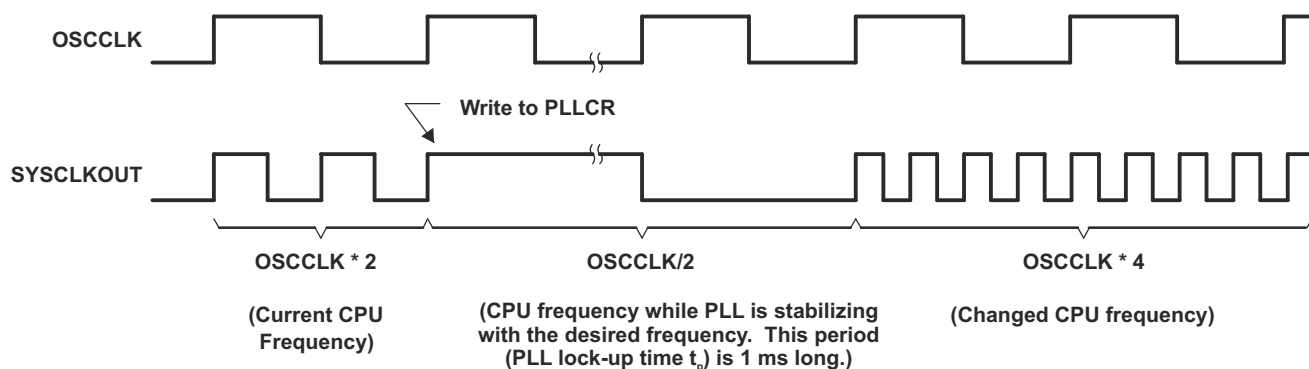 OSCCLK
Write to PLLCR
SYSCLKOUT
OSCCLK * 2
OSCCLK/2
OSCCLK * 4
(Current CPU
Frequency)
(CPU frequency while PLL is stabilizing
with the desired frequency. This period
(PLL lock-up time tp) is 1 ms long.)
(Changed CPU frequency)